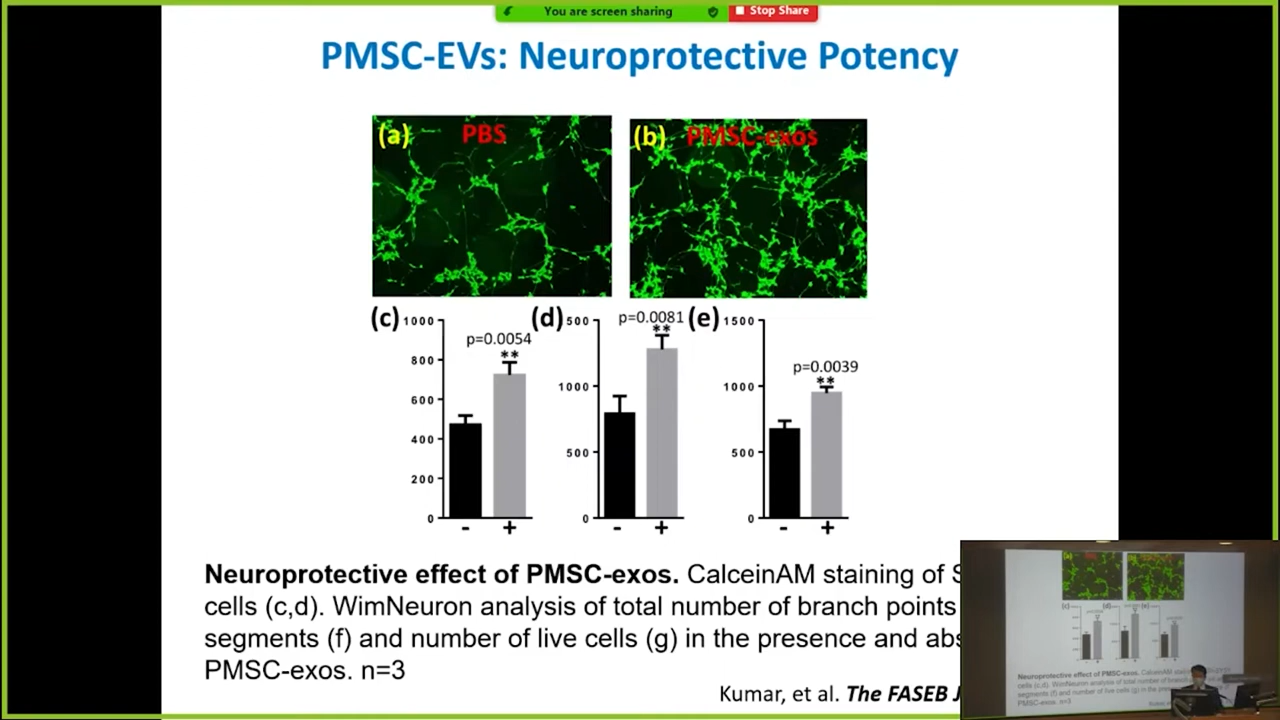 You are screen sharing
Stop Share
PMSC-EVs: Neuroprotective Potency
(a) PBS
(b) PMSC-exos
(c)
1000
800
600
400
200
0
p=0.0054
**
- +
(d)
500
1000
500
0
p=0.0081
**
- +
(e)
1500
1000
500
0
p=0.0039
**
- +
Neuroprotective effect of PMSC-exos. CalceinAM staining of S
cells (c,d). WimNeuron analysis of total number of branch points
segments (f) and number of live cells (g) in the presence and abs
PMSC-exos. n=3
Kumar, et al. The FASEB J